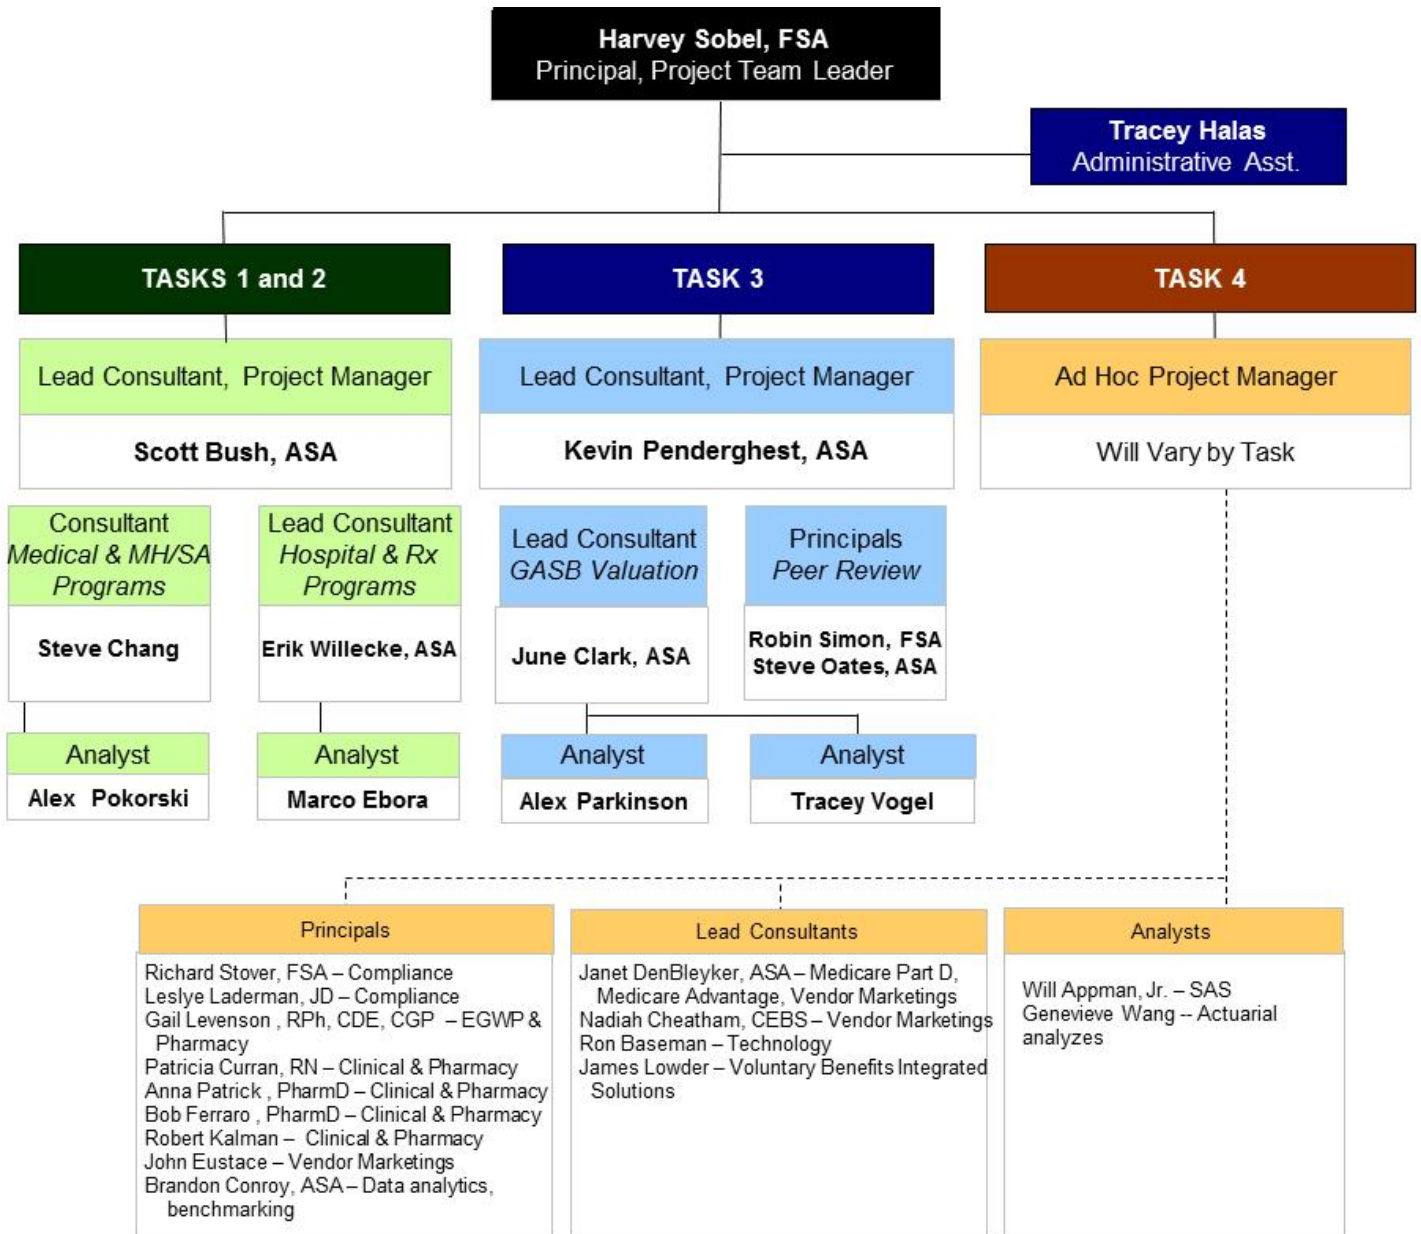 Harvey Sobel, FSA
Principal, Project Team Leader
Tracey Halas
Administrative Asst.
TASKS 1 and 2
Lead Consultant, Project Manager
Scott Bush, ASA
Consultant
Medical & MH/SA
Programs
Steve Chang
Analyst
Alex Pokorski
Lead Consultant
Hospital & Rx
Programs
Erik Willecke, ASA
Analyst
Marco Ebora
TASK 3
Lead Consultant, Project Manager
Kevin Penderghest, ASA
Lead Consultant
GASB Valuation
June Clark, ASA
Principals
Peer Review
Robin Simon, FSA
Steve Oates, ASA
Analyst
Alex Parkinson
Analyst
Tracey Vogel
TASK 4
Ad Hoc Project Manager
Will Vary by Task
Principals
Richard Stover, FSA – Compliance
Leslye Laderman, JD – Compliance
Gail Levenson , RPh, CDE, CGP – EGWP &
Pharmacy
Patricia Curran, RN – Clinical & Pharmacy
Anna Patrick , PharmD – Clinical & Pharmacy
Bob Ferraro , PharmD – Clinical & Pharmacy
Robert Kalman – Clinical & Pharmacy
John Eustace – Vendor Marketings
Brandon Conroy, ASA – Data analytics,
benchmarking
Lead Consultants
Janet DenBleyker, ASA – Medicare Part D,
Medicare Advantage, Vendor Marketings
Nadiah Cheatham, CEBS – Vendor Marketings
Ron Baseman – Technology
James Lowder – Voluntary Benefits Integrated
Solutions
Analysts
Will Appman, Jr. – SAS
Genevieve Wang -- Actuarial
analyzes